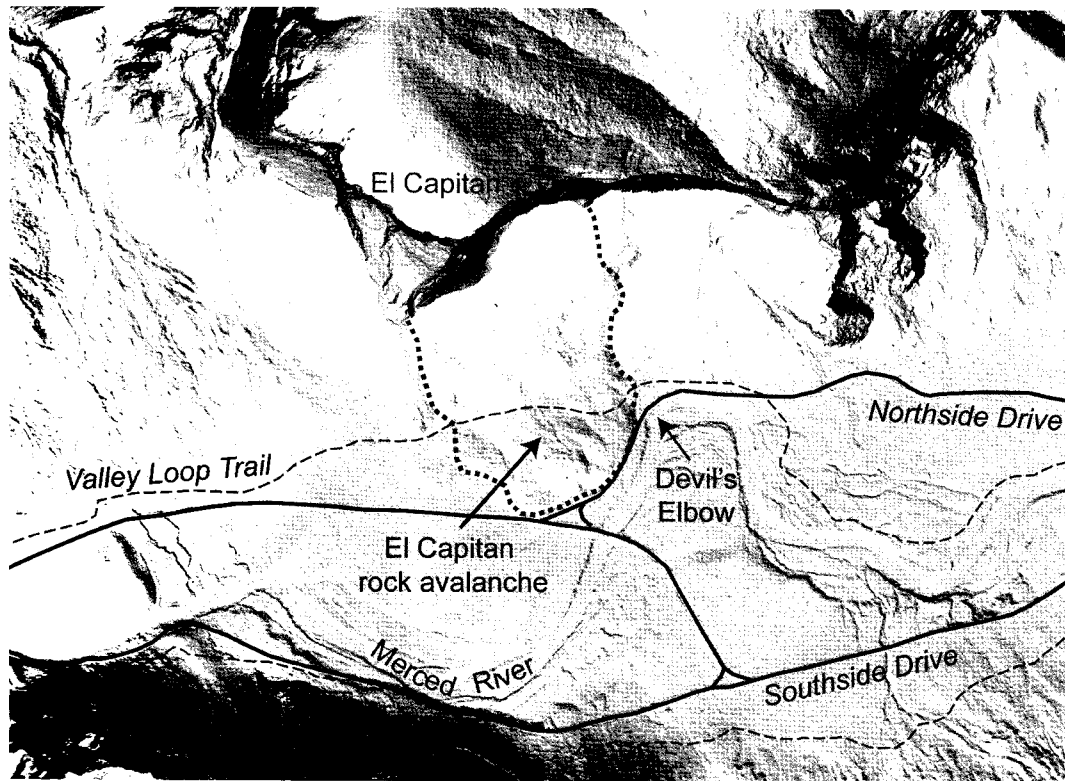 El Capitan
Northside Drive
Valley Loop Trail
Devil's
Elbow
El Capitan
rock avalanche
Merced River
Southside Drive